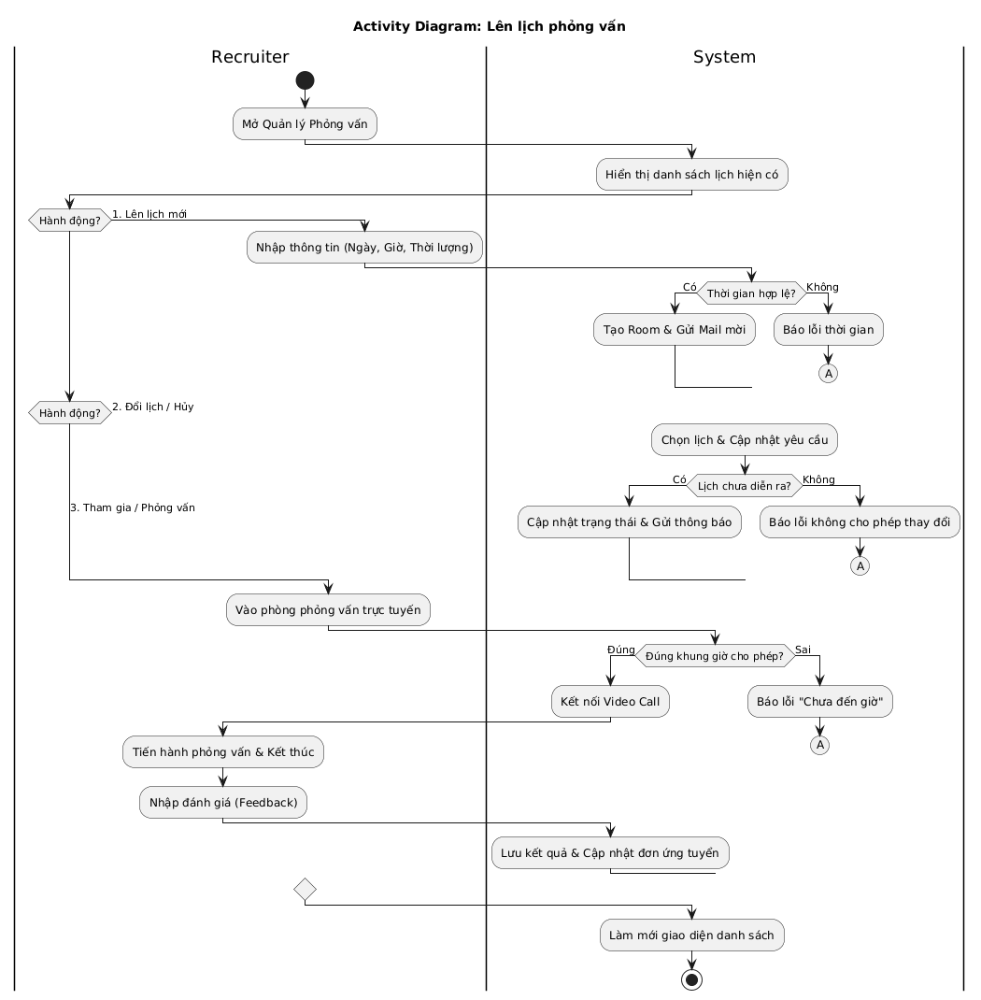 Activity Diagram: Lên lịch phỏng vấn
Recruiter
System
Mở Quản lý Phỏng vấn
Hiển thị danh sách lịch hiện có
Hành động?
1. Lên lịch mới
Nhập thông tin (Ngày, Giờ, Thời lượng)
Có
Thời gian hợp lệ?
Không
Tạo Room & Gửi Mail mời
Báo lỗi thời gian
A
Hành động?
2. Đổi lịch / Hủy
Chọn lịch & Cập nhật yêu cầu
Có
Lịch chưa diễn ra?
Không
3. Tham gia / Phỏng vấn
Cập nhật trạng thái & Gửi thông báo
Báo lỗi không cho phép thay đổi
A
Vào phòng phỏng vấn trực tuyến
Đúng
Đúng khung giờ cho phép?
Sai
Kết nối Video Call
Báo lỗi "Chưa đến giờ"
A
Tiến hành phỏng vấn & Kết thúc
Nhập đánh giá (Feedback)
Lưu kết quả & Cập nhật đơn ứng tuyển
Làm mới giao diện danh sách